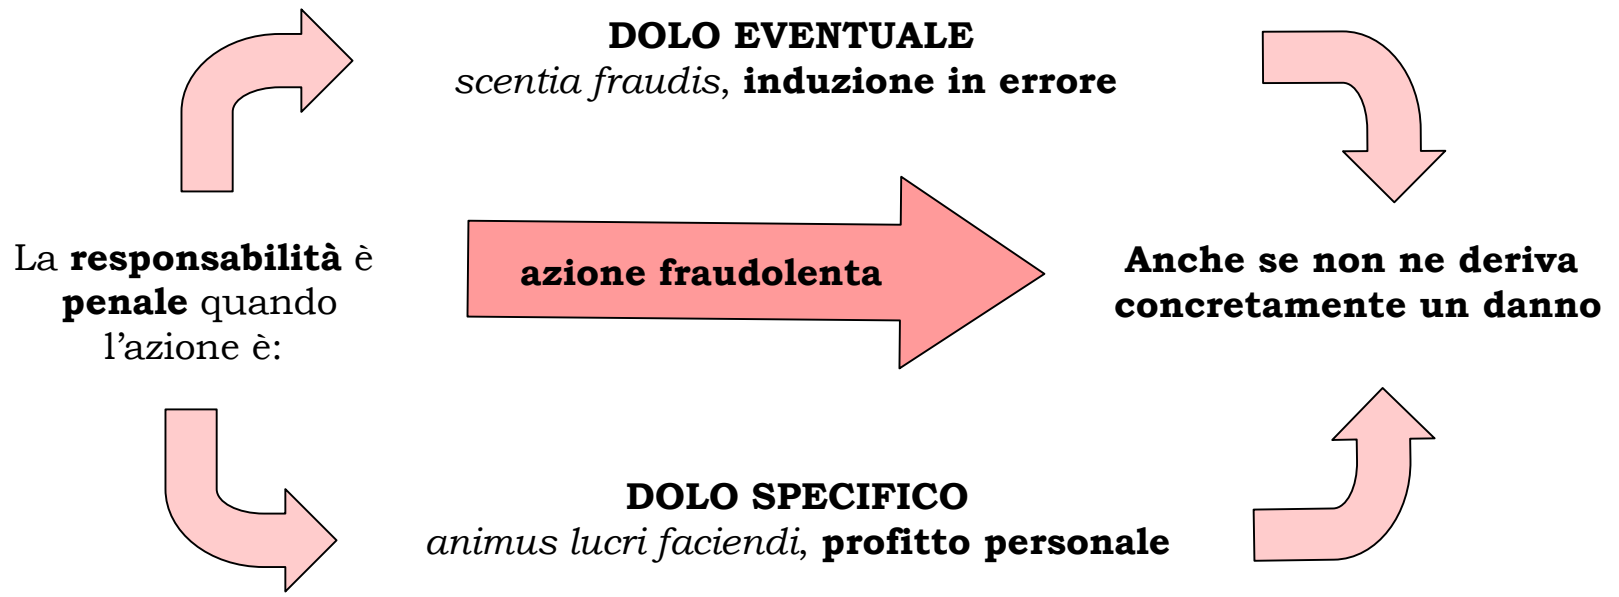 DOLO EVENTUALE
scentia fraudis, induzione in errore
La responsabilità è
penale quando
l’azione è:
azione fraudolenta
Anche se non ne deriva
concretamente un danno
DOLO SPECIFICO
animus lucri faciendi, profitto personale